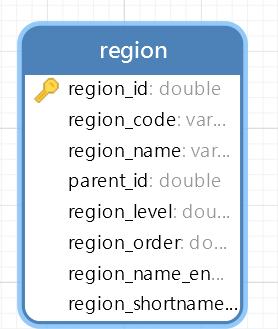 region
region_id: double
region_code: var...
region_name: var...
parent_id: double
region_level: dou...
region_order: do...
region_name_en...
region_shortname...